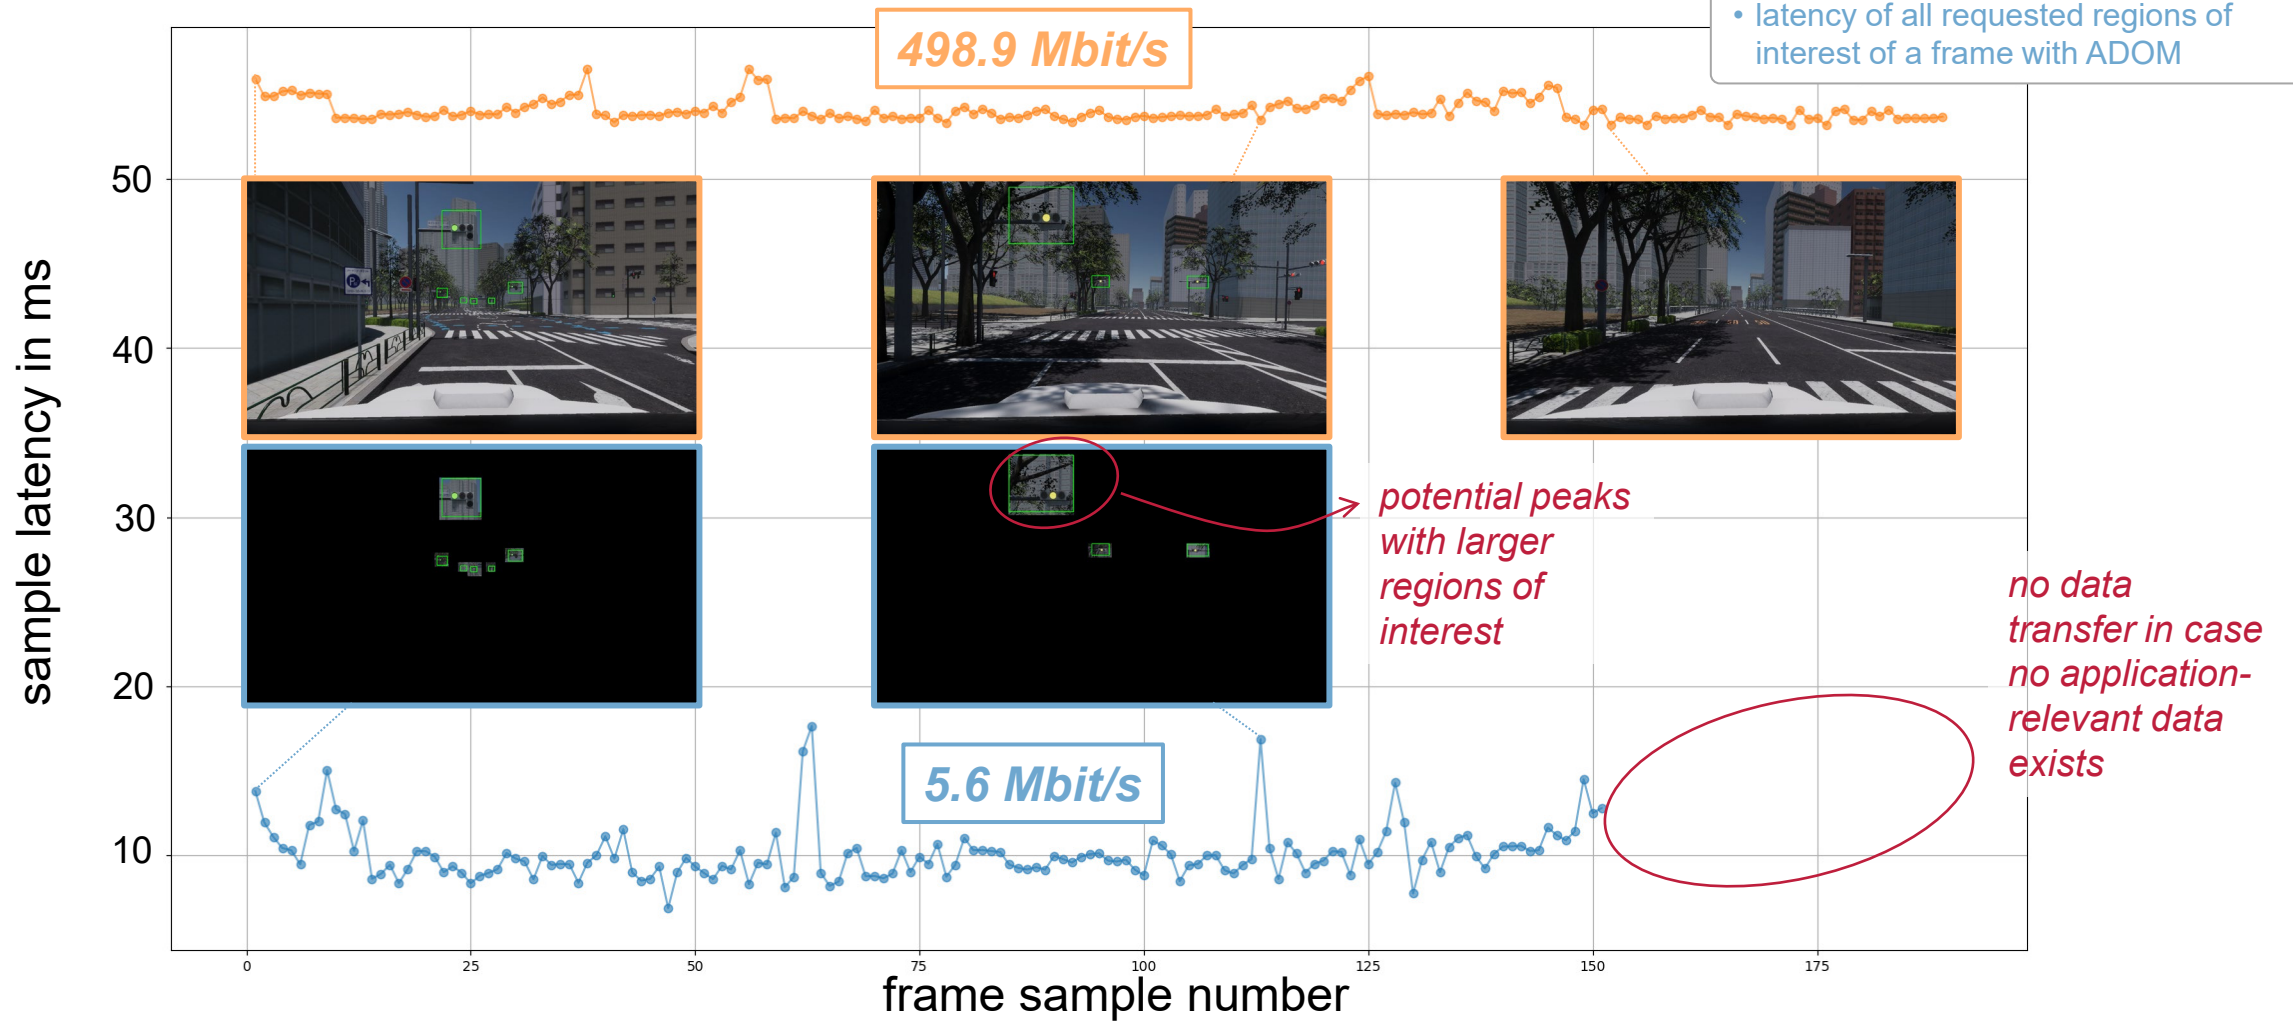 • latency of all requested regions of
interest of a frame with ADOM
498.9 Mbit/s
50
40
30
20
10
sample latency in ms
potential peaks
with larger
regions of
interest
no data
transfer in case
no application-
relevant data
exists
5.6 Mbit/s
0
25
50
75
100
125
150
175
frame sample number